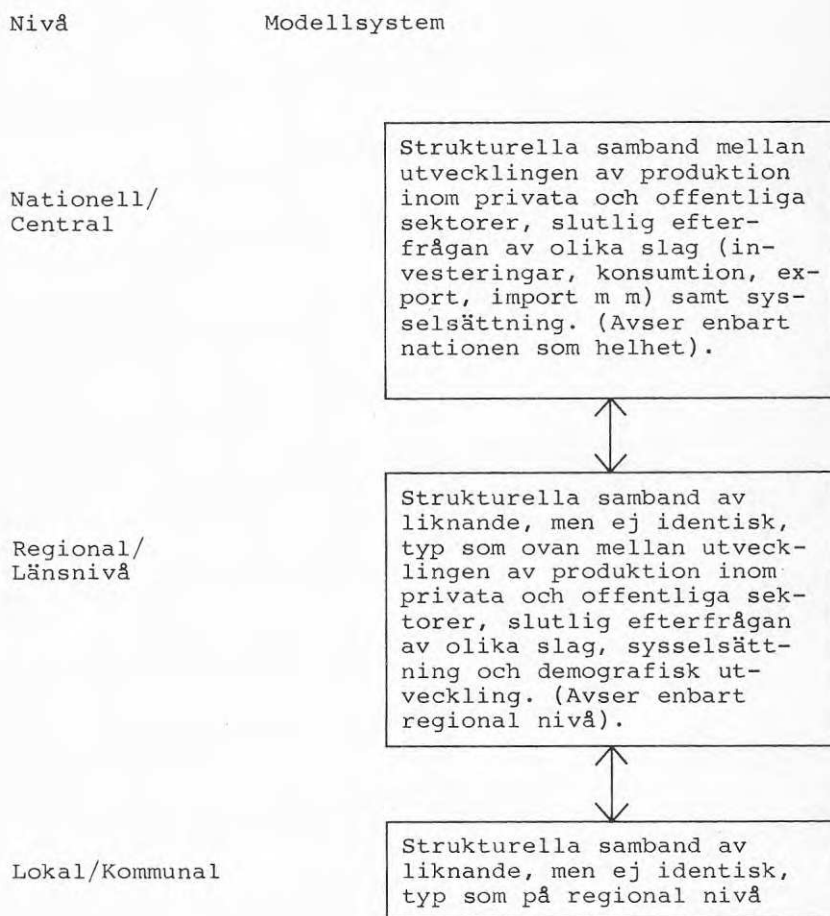 Nivå Modellsystem
Nationell/
Central
Strukturella samband mellan
utvecklingen av produktion
inom privata och offentliga
sektorer, slutlig efter-
frågan av olika slag (in-
vesteringar, konsumtion, ex-
port, import m m) samt sys-
selsättning. (Avser enbart
nationen som helhet).
Regional/
Länsnivå
Strukturella samband av
liknande, men ej identisk,
typ som ovan mellan utveck-
lingen av produktion inom
privata och offentliga sek-
torer, slutlig efterfrågan
av olika slag, sysselsätt-
ning och demografisk ut-
veckling. (Avser enbart
regional nivå).
Lokal/Kommunal
Strukturella samband av
liknande, men ej identisk,
typ som på regional nivå